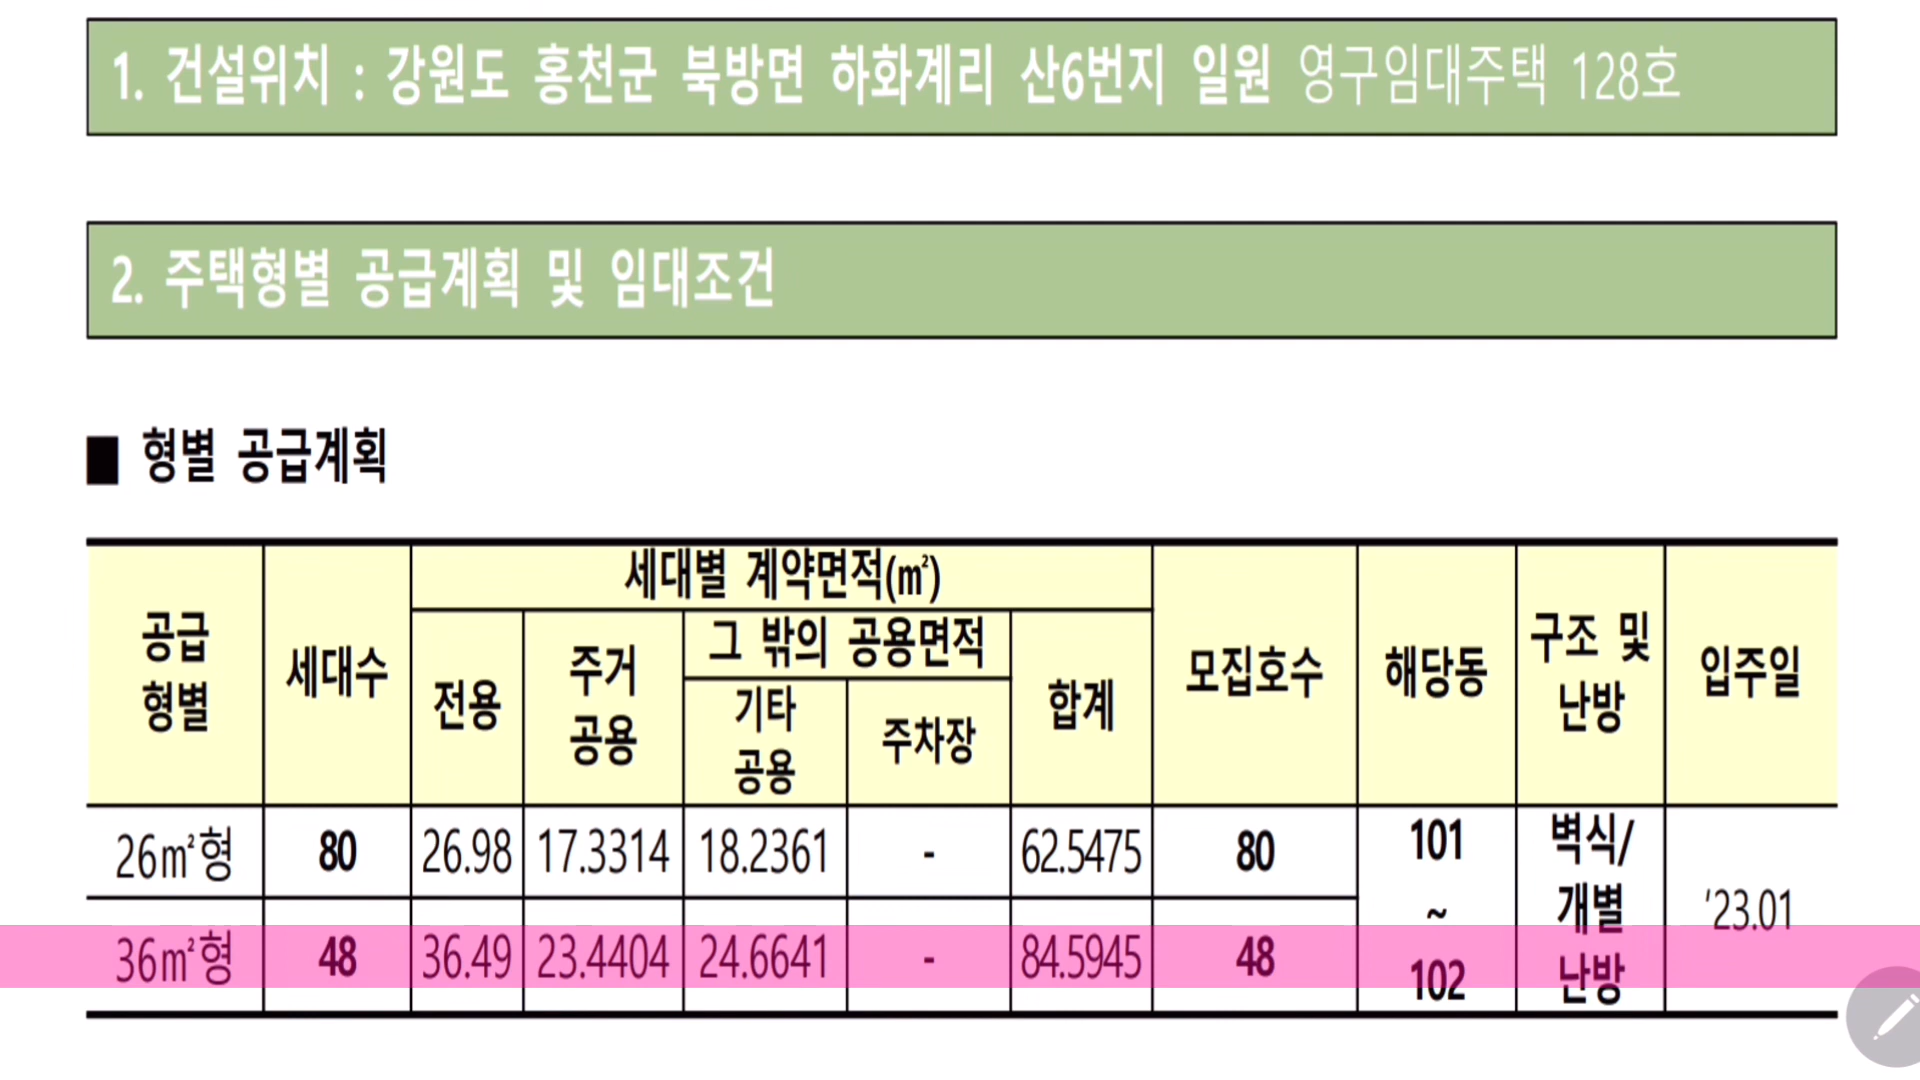 1. 건설위치 : 강원도 홍천군 북방면 하화계리 산6번지 일원 영구임대주택 128호
2. 주택형별 공급계획 및 임대조건
■ 형별 공급계획
공급 형별 세대수 세대별 계약면적(㎡) 모집호수 해당동 구조 및 난방 입주일
전용 주거 공용 그 밖의 공용면적 합계
기타 공용 주차장
26㎡형 80 26.98 17.3314 18.2361 - 62.5475 80 101 ~ 102 벽식/ 개별 난방 '23.01
36㎡형 48 36.49 23.4404 24.6641 - 84.5945 48